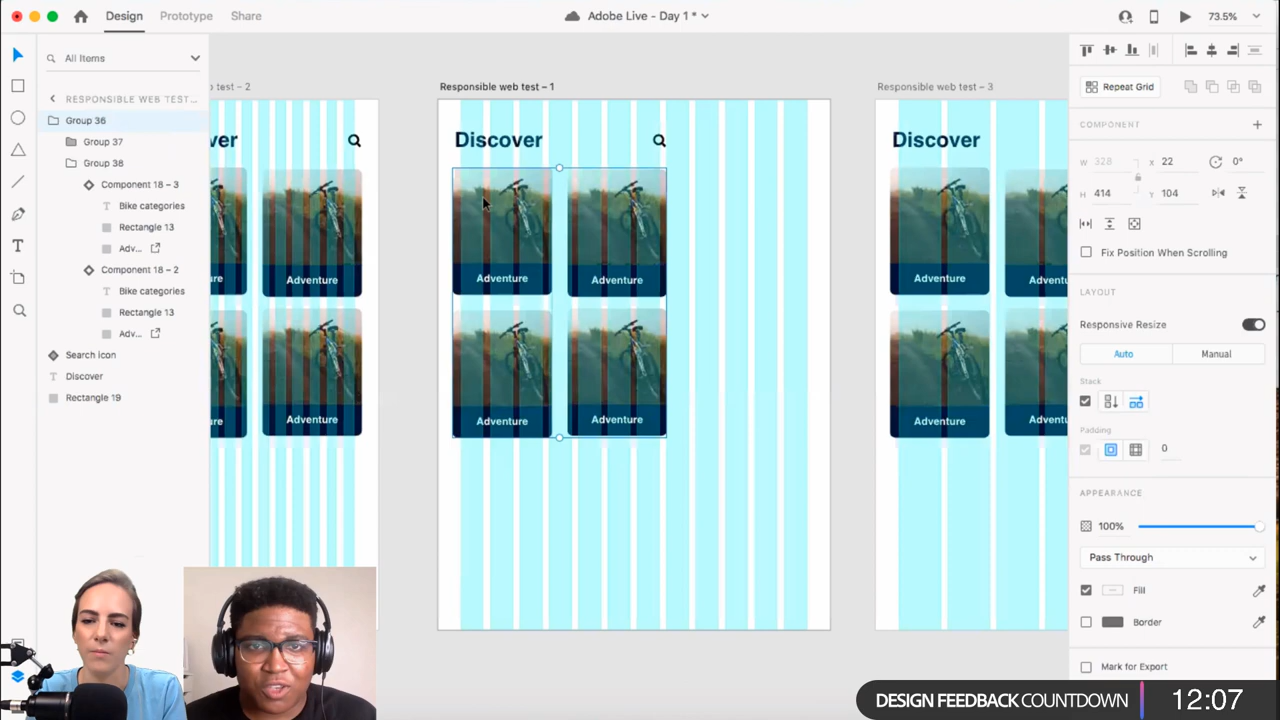 Design Prototype Share
Adobe Live - Day 1 *
73.5%
All Items
RESPONSIBLE WEB TEST...
Group 36
Group 37
Group 38
Component 18 – 3
Bike categories
Rectangle 13
Adv...
Component 18 – 2
Bike categories
Rectangle 13
Adv...
Search icon
Discover
Rectangle 19
b test – 2
ver
Adventure
Adventure
Responsible web test – 1
Discover
Adventure Adventure
Adventure Adventure
Responsible web test – 3
Discover
Adventure Advent
Adventure Advent
Repeat Grid
COMPONENT
W 328 X 22 0°
H 414 Y 104
Fix Position When Scrolling
LAYOUT
Responsive Resize
Auto Manual
Stack
Padding
0
APPEARANCE
100%
Pass Through
Fill
Border
Mark for Export
DESIGN FEEDBACK COUNTDOWN 12:07